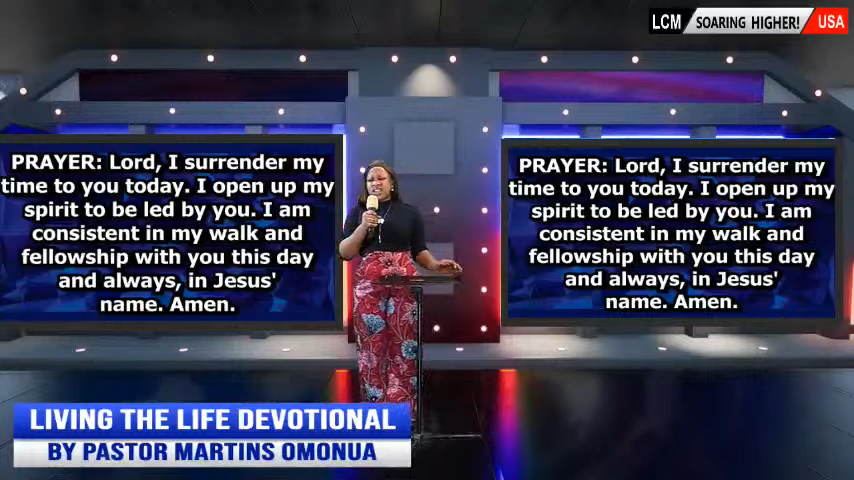 LCM SOARING HIGHER! USA
PRAYER: Lord, I surrender my
time to you today. I open up my
spirit to be led by you. I am
consistent in my walk and
fellowship with you this day
and always, in Jesus'
name. Amen.
PRAYER: Lord, I surrender my
time to you today. I open up my
spirit to be led by you. I am
consistent in my walk and
fellowship with you this day
and always, in Jesus'
name. Amen.
LIVING THE LIFE DEVOTIONAL
BY PASTOR MARTINS OMONUA